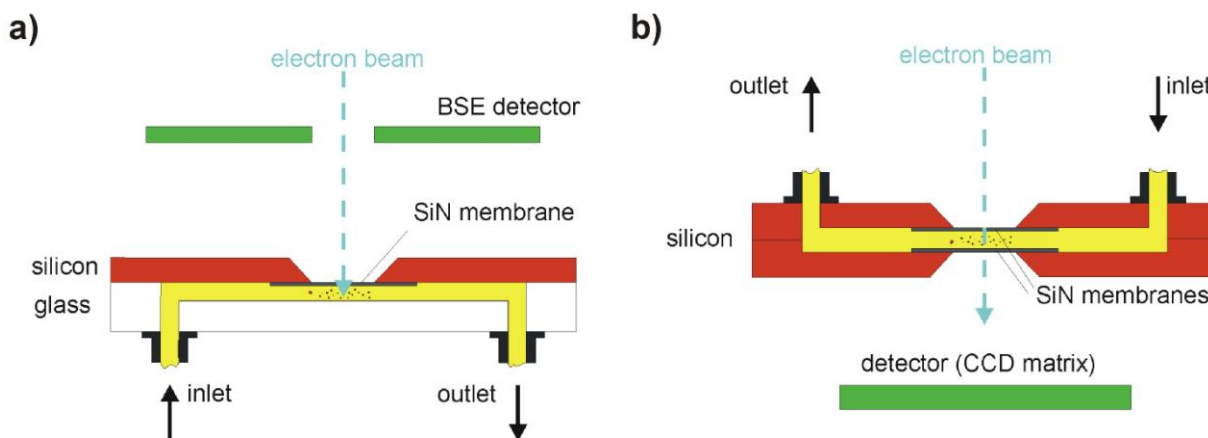 a)
electron beam
BSE detector
SiN membrane
silicon
glass
inlet
outlet
b)
electron beam
outlet
inlet
silicon
SiN membranes
detector (CCD matrix)